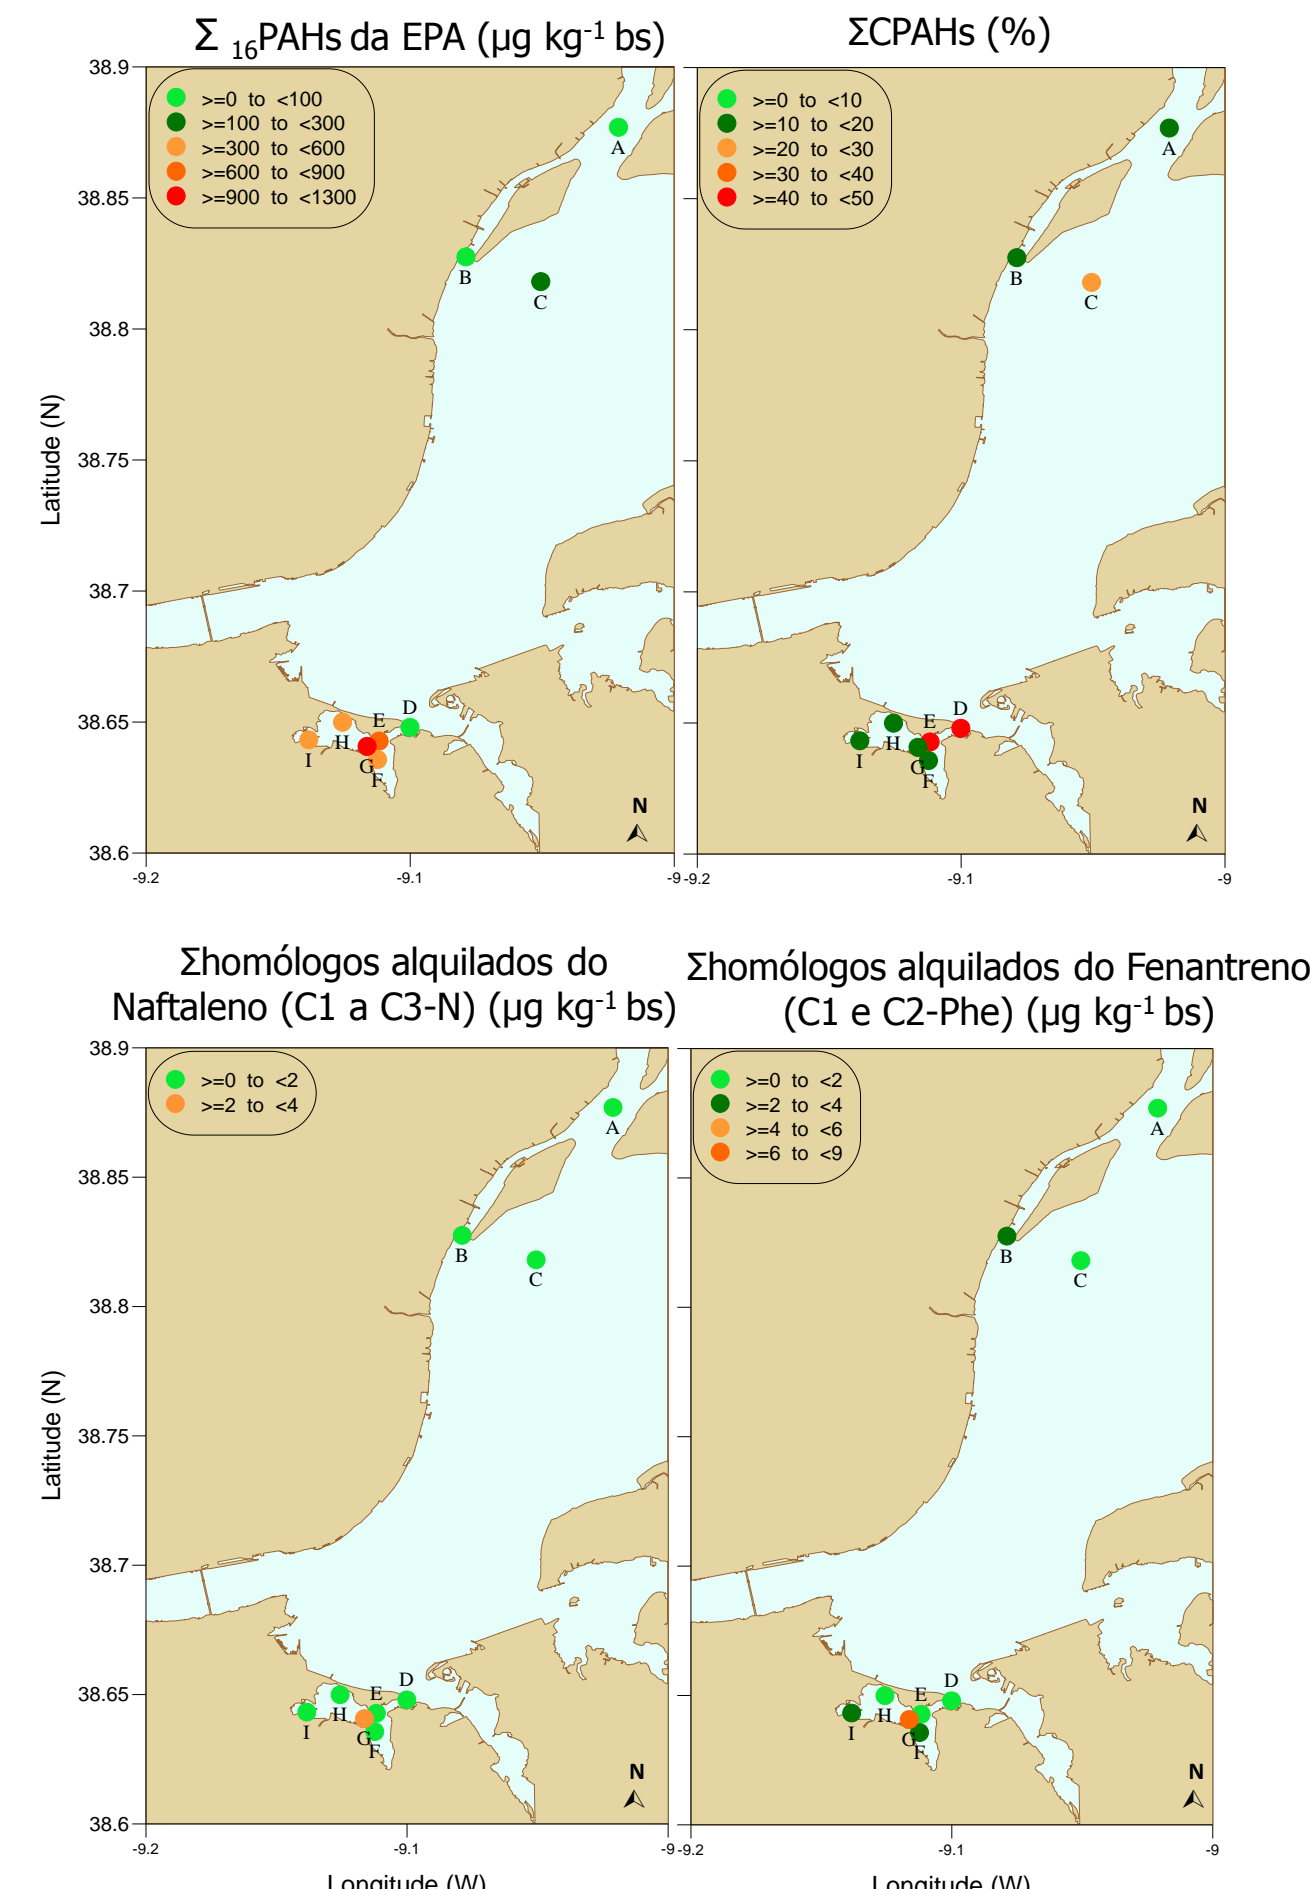 Σ 16PAHs da EPA (µg kg-1 bs)
>=0 to <100
>=100 to <300
>=300 to <600
>=600 to <900
>=900 to <1300
38.9
38.85
38.8
38.75
38.7
38.65
38.6
Latitude (N)
A
B
C
D
E
H
I
G
F
N
-9.2
-9.1
-9
ΣCPAHs (%)
>=0 to <10
>=10 to <20
>=20 to <30
>=30 to <40
>=40 to <50
A
B
C
D
E
H
I
G
F
N
-9.2
-9.1
-9
Σhomólogos alquilados do
Naftaleno (C1 a C3-N) (µg kg-1 bs)
>=0 to <2
>=2 to <4
38.9
38.85
38.8
38.75
38.7
38.65
38.6
Latitude (N)
A
B
C
D
E
H
I
G
F
N
-9.2
-9.1
-9
Longitude (W)
Σhomólogos alquilados do Fenantreno
(C1 e C2-Phe) (µg kg-1 bs)
>=0 to <2
>=2 to <4
>=4 to <6
>=6 to <9
A
B
C
D
E
H
I
G
F
N
-9.2
-9.1
-9
Longitude (W)